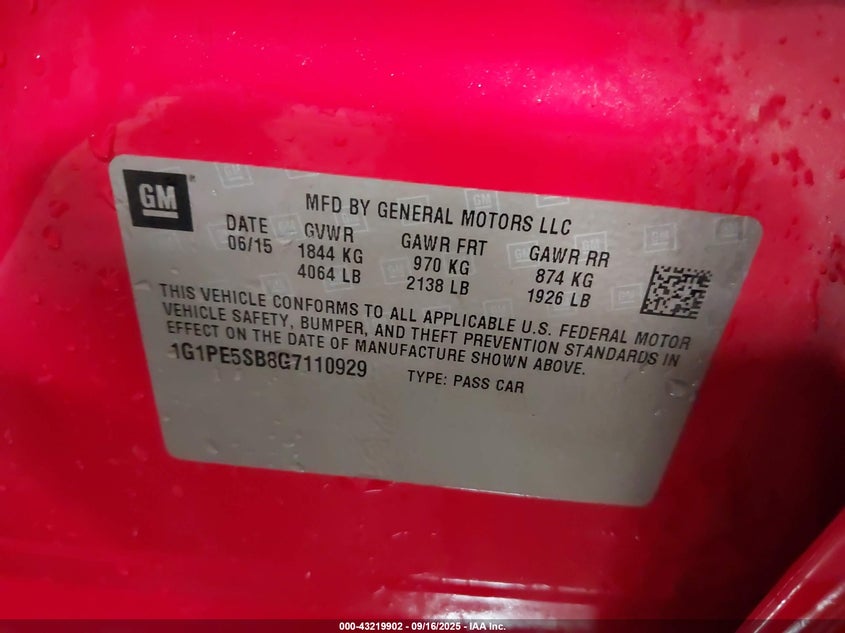 GM
MFD BY GENERAL MOTORS LLC
DATE GVWR GAWR FRT GAWR RR
06/15 1844 KG 970 KG 874 KG
4064 LB 2138 LB 1926 LB
THIS VEHICLE CONFORMS TO ALL APPLICABLE U.S. FEDERAL MOTOR
VEHICLE SAFETY, BUMPER, AND THEFT PREVENTION STANDARDS IN
EFFECT ON THE DATE OF MANUFACTURE SHOWN ABOVE.
1G1PE5SB8G7110929 TYPE: PASS CAR
000-43219902 - 09/16/2025 - IAA Inc.